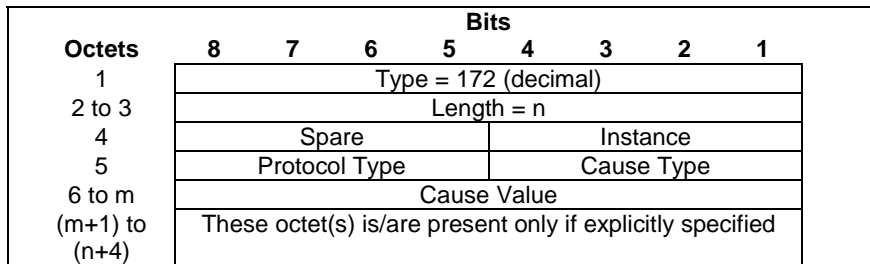 Bits
Octets 8 7 6 5 4 3 2 1
1 Type = 172 (decimal)
2 to 3 Length = n
4 Spare Instance
5 Protocol Type Cause Type
6 to m Cause Value
(m+1) to These octet(s) is/are present only if explicitly specified
(n+4)